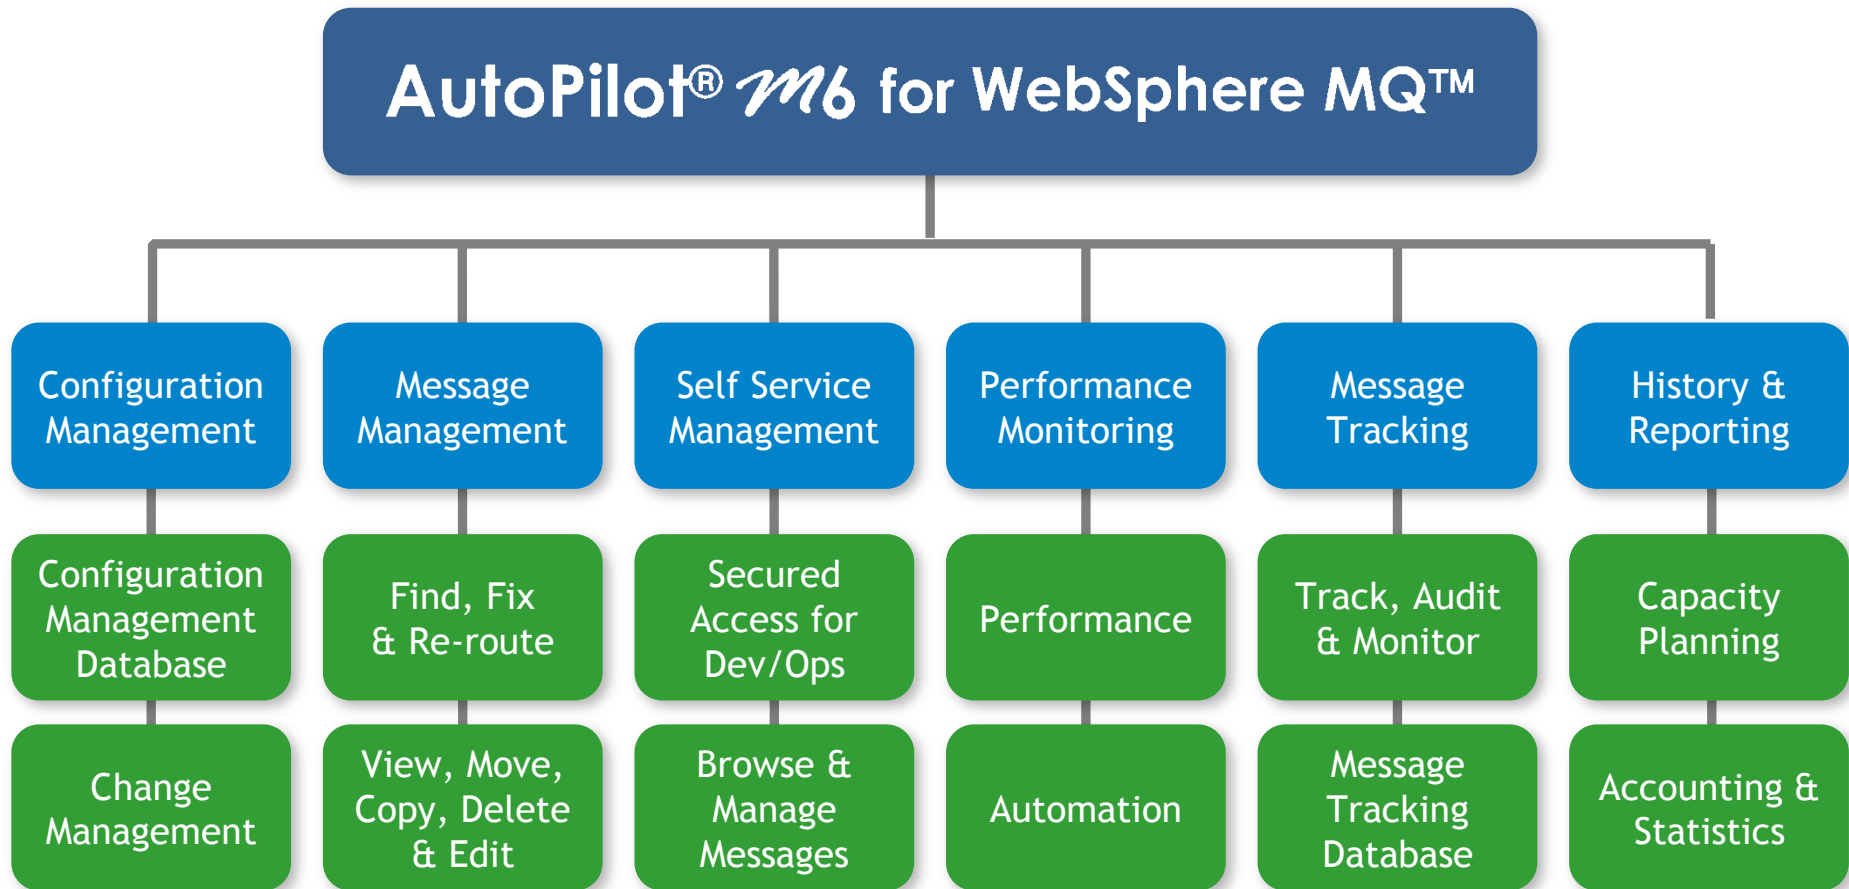 AutoPilot® M6 for WebSphere MQ™
Configuration
Management
Message
Management
Self Service
Management
Performance
Monitoring
Message
Tracking
History &
Reporting
Configuration
Management
Database
Find, Fix
& Re-route
Secured
Access for
Dev/Ops
Performance
Track, Audit
& Monitor
Capacity
Planning
Change
Management
View, Move,
Copy, Delete
& Edit
Browse &
Manage
Messages
Automation
Message
Tracking
Database
Accounting &
Statistics